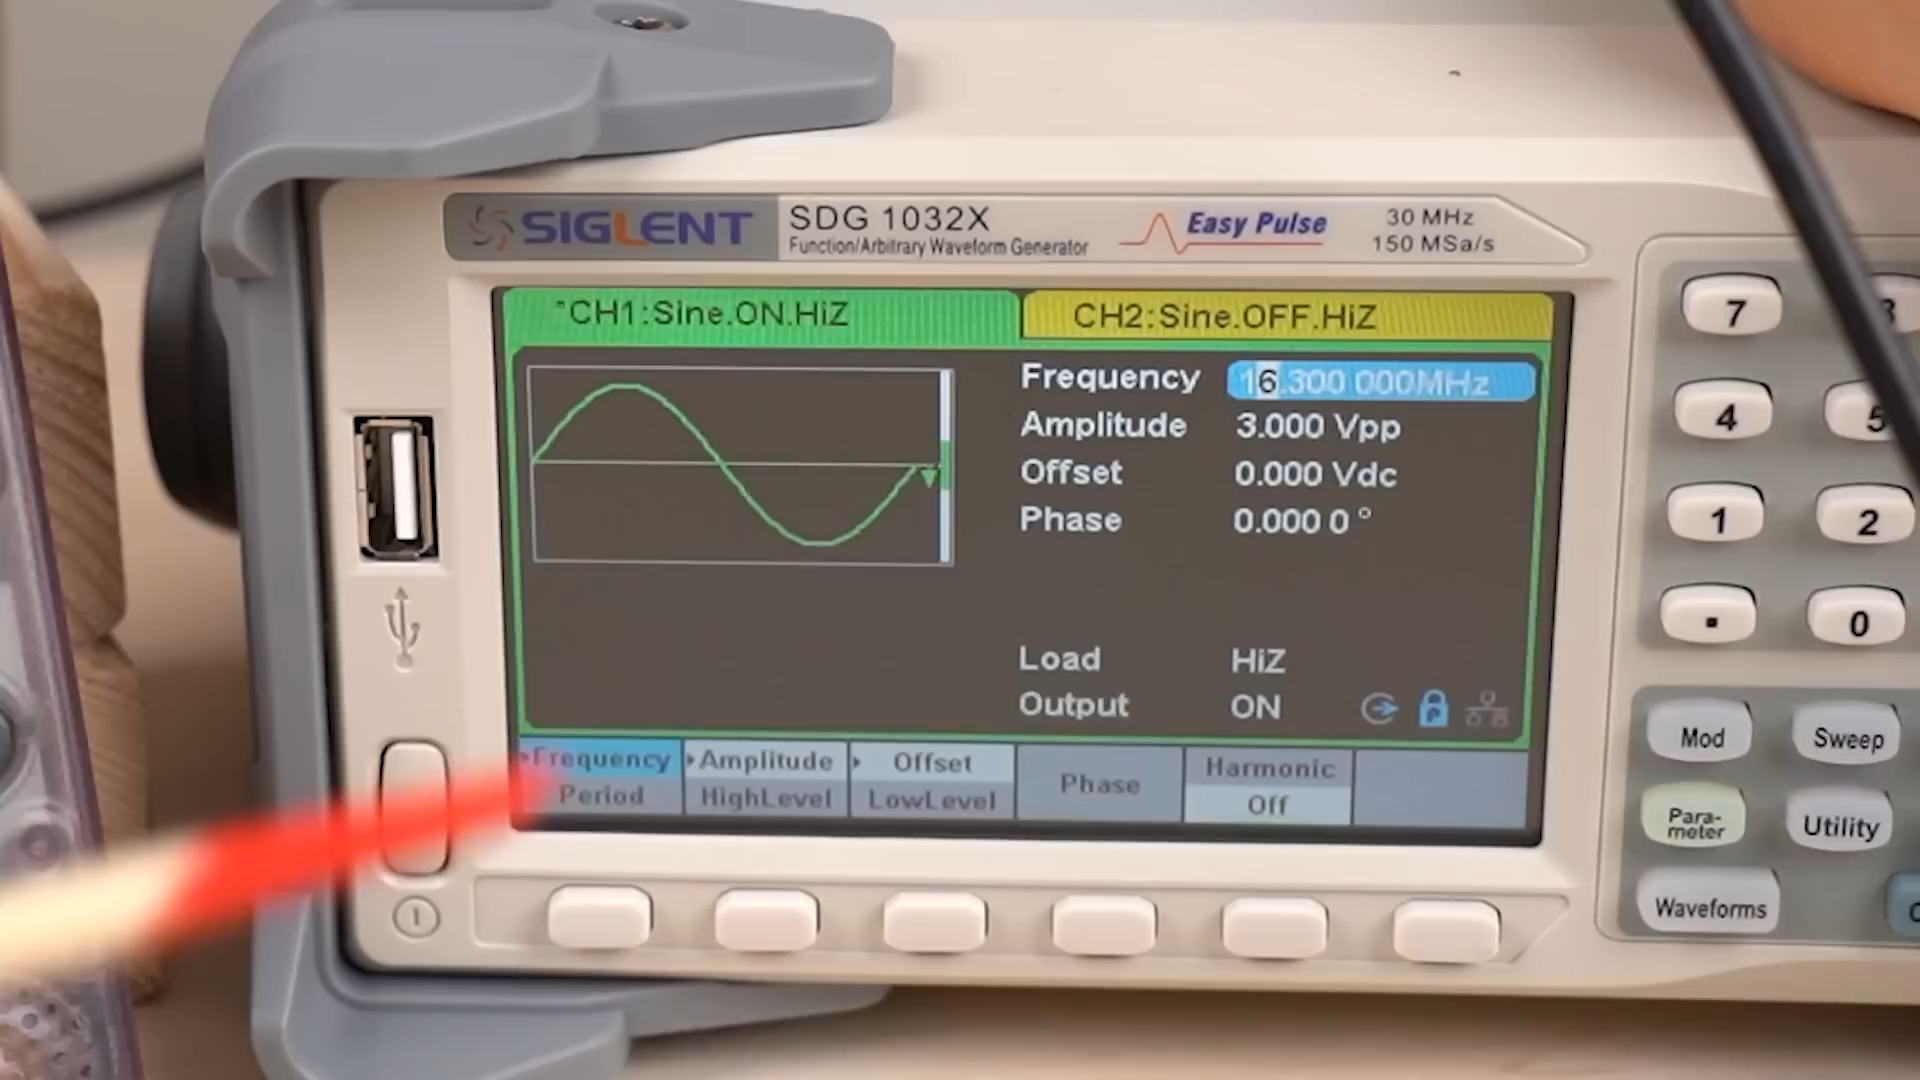 SIGLENT
SDG 1032X
Function/Arbitrary Waveform Generator
Easy Pulse
30 MHz
150 MSa/s
*CH1:Sine.ON.HiZ
CH2:Sine.OFF.HiZ
Frequency 16.300 000MHz
Amplitude 3.000 Vpp
Offset 0.000 Vdc
Phase 0.000 0 °
Load HiZ
Output ON
P
Frequency
Period
Amplitude
HighLevel
Offset
LowLevel
Phase
Harmonic
Off
7
4 5
1 2
. 0
Mod Sweep
Para-
meter
Utility
Waveforms